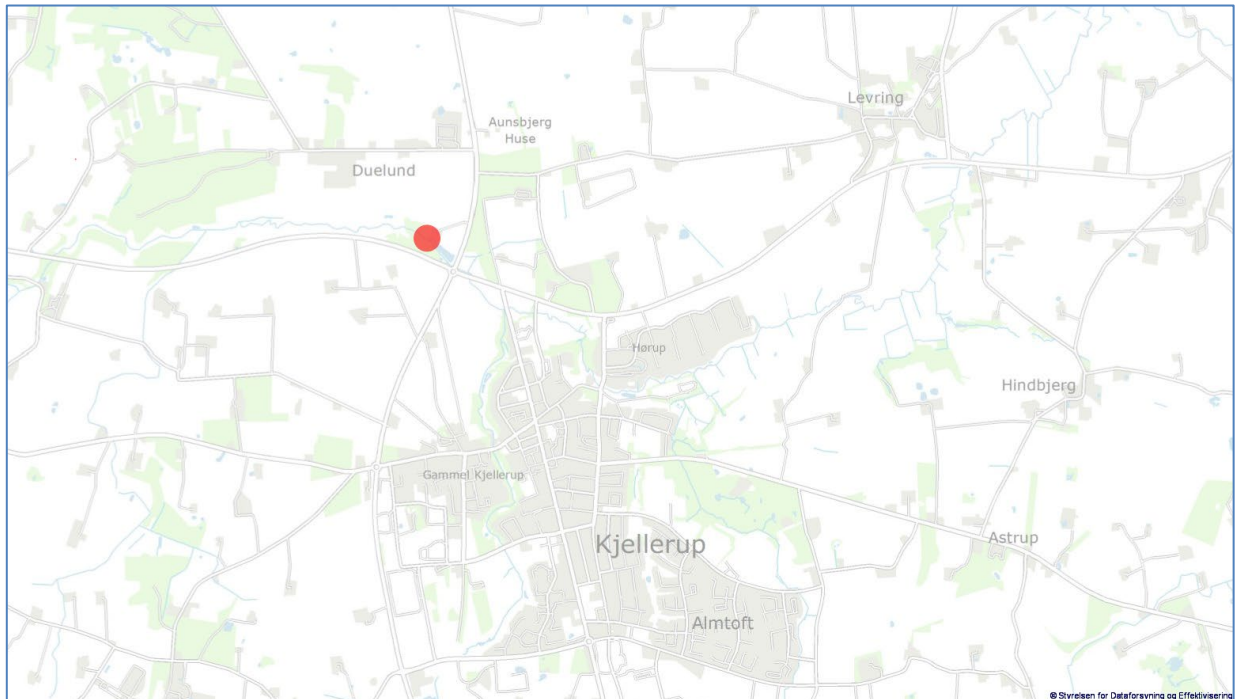 Levring
Aunsbjerg
Huse
Duelund
Hørup
Hindbjerg
Gammel Kjellerup
Kjellerup
Astrup
Almtoft
© Styrelsen for Dataforsyning og Effektivisering